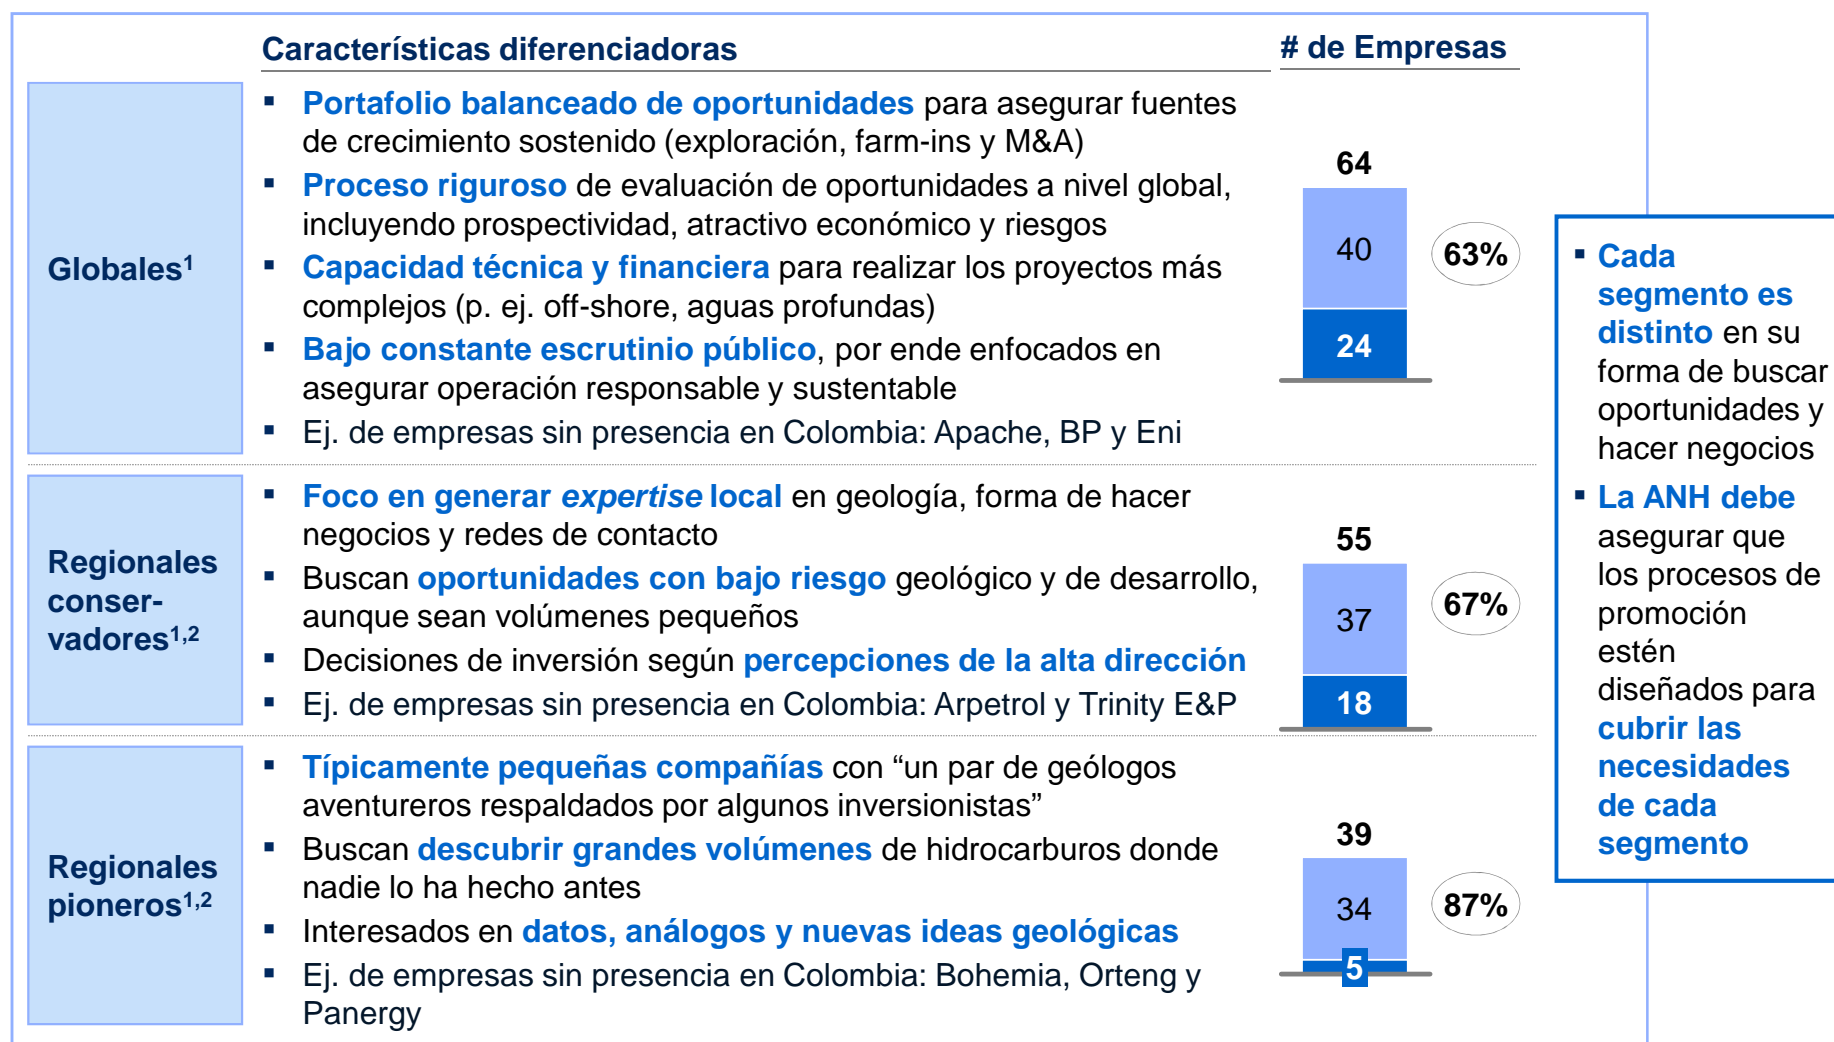 Características diferenciadoras
# de Empresas
Globales1
▪ Portafolio balanceado de oportunidades para asegurar fuentes
de crecimiento sostenido (exploración, farm-ins y M&A)
▪ Proceso riguroso de evaluación de oportunidades a nivel global,
incluyendo prospectividad, atractivo económico y riesgos
▪ Capacidad técnica y financiera para realizar los proyectos más
complejos (p. ej. off-shore, aguas profundas)
▪ Bajo constante escrutinio público, por ende enfocados en
asegurar operación responsable y sustentable
▪ Ej. de empresas sin presencia en Colombia: Apache, BP y Eni
64
40
63%
24
Regionales
conser-
vadores1,2
▪ Foco en generar expertise local en geología, forma de hacer
negocios y redes de contacto
▪ Buscan oportunidades con bajo riesgo geológico y de desarrollo,
aunque sean volúmenes pequeños
▪ Decisiones de inversión según percepciones de la alta dirección
▪ Ej. de empresas sin presencia en Colombia: Arpetrol y Trinity E&P
55
37
67%
18
Regionales
pioneros1,2
▪ Típicamente pequeñas compañías con “un par de geólogos
aventureros respaldados por algunos inversionistas”
▪ Buscan descubrir grandes volúmenes de hidrocarburos donde
nadie lo ha hecho antes
▪ Interesados en datos, análogos y nuevas ideas geológicas
▪ Ej. de empresas sin presencia en Colombia: Bohemia, Orteng y
Panergy
39
34
87%
5
▪ Cada
segmento es
distinto en su
forma de buscar
oportunidades y
hacer negocios
▪ La ANH debe
asegurar que
los procesos de
promoción
estén
diseñados para
cubrir las
necesidades
de cada
segmento